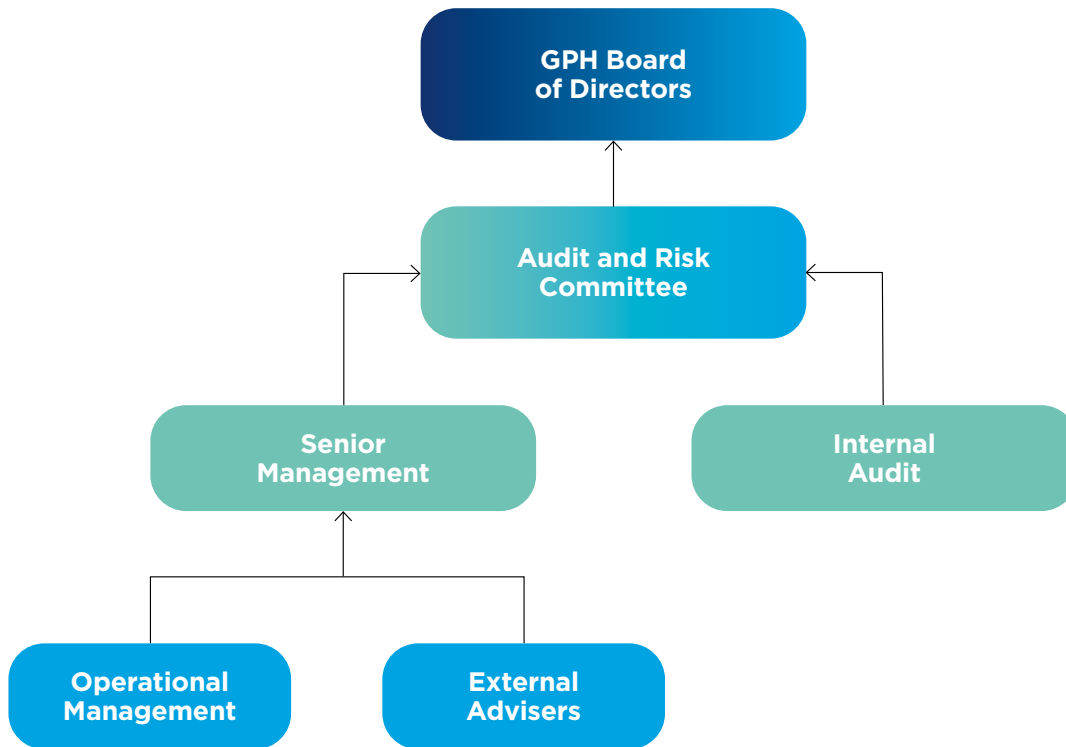 GPH Board
of Directors
Audit and Risk
Committee
Senior
Management
Internal
Audit
Operational
Management
External
Advisers